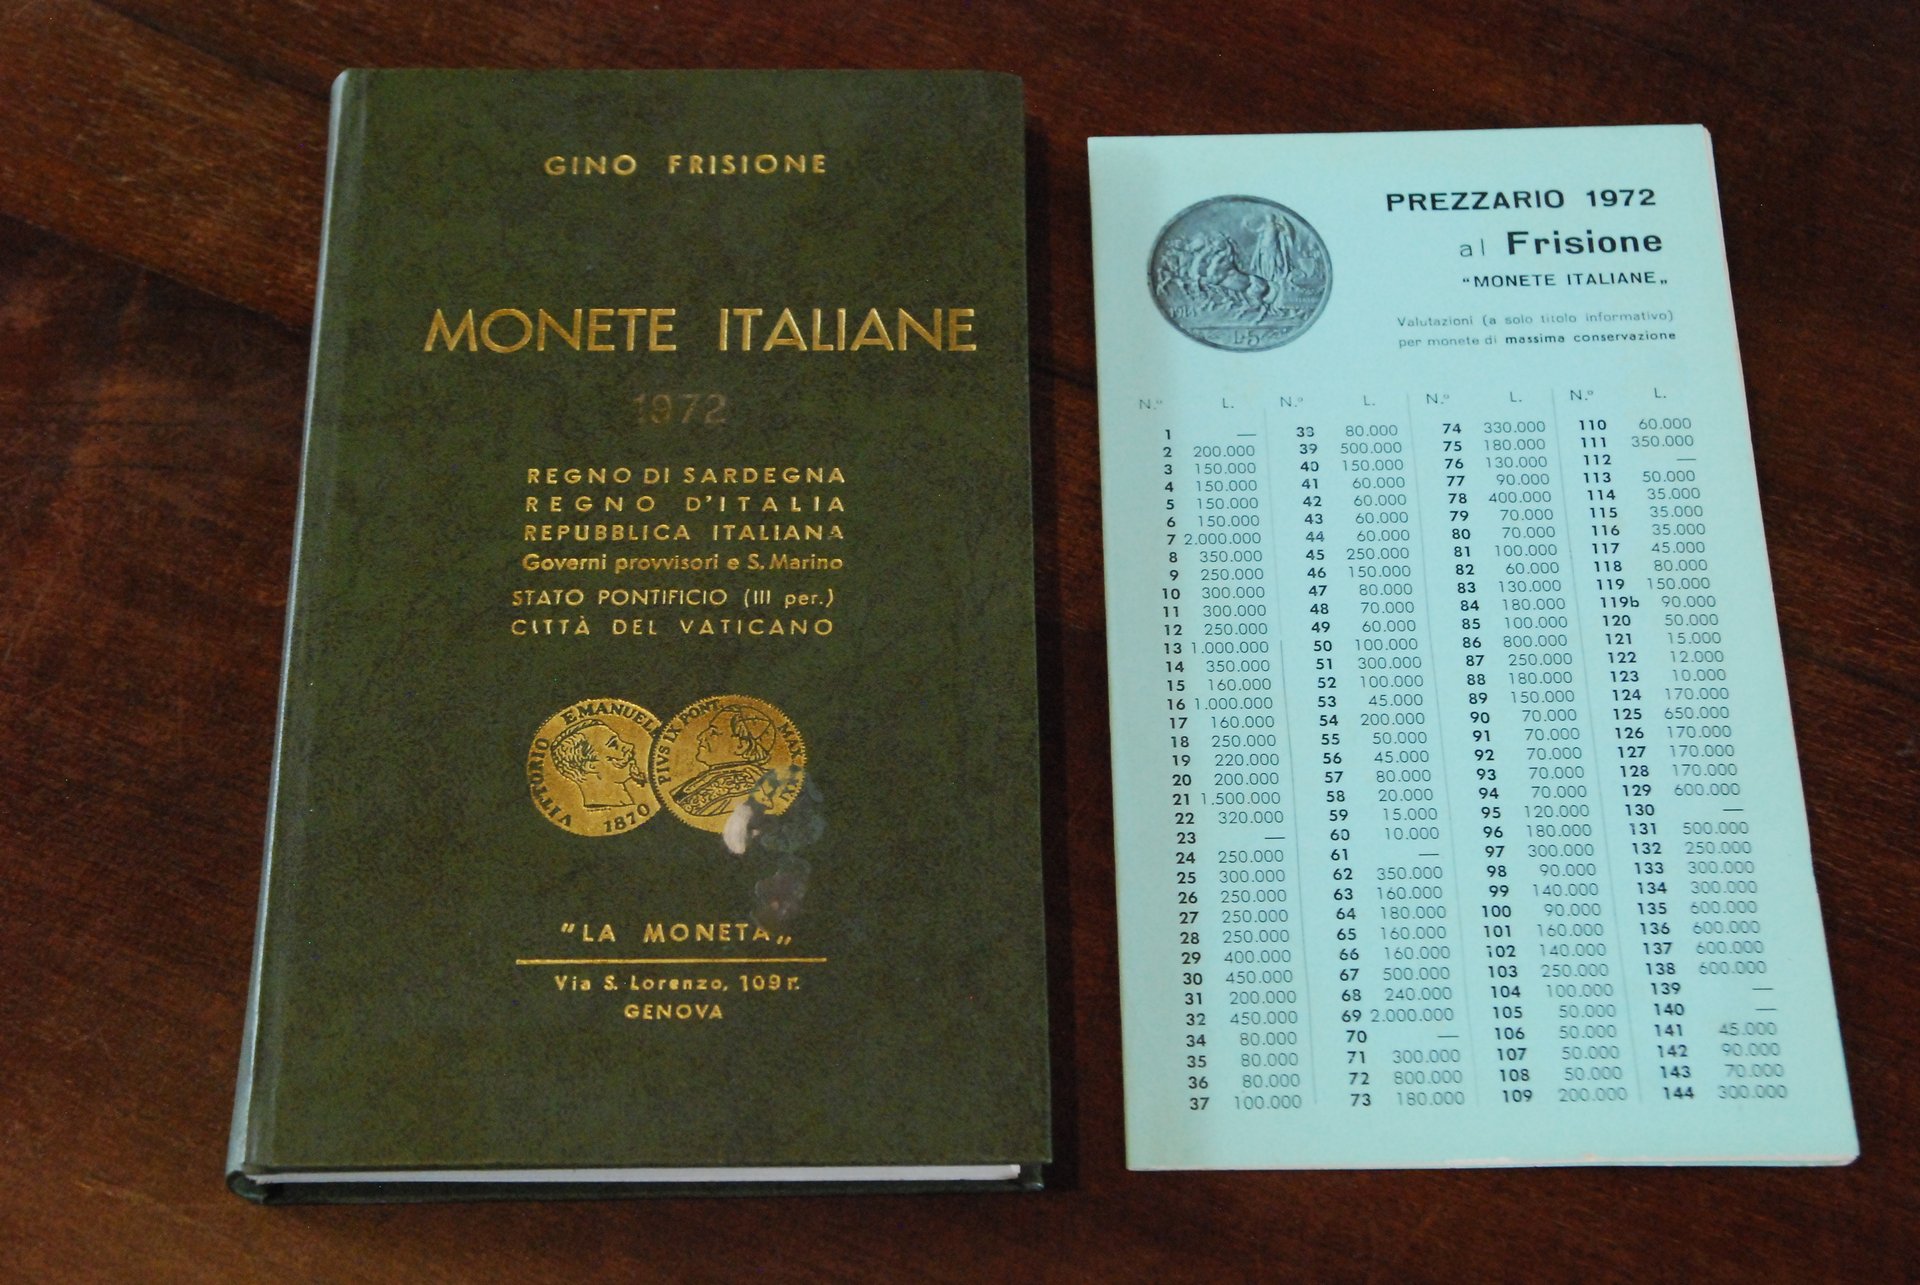 GINO FRISIONE
MONETE ITALIANE
1972
REGNO DI SARDEGNA
REGNO D'ITALIA
REPUBBLICA ITALIANA
Governi provvisori e S. Marino
STATO PONTIFICIO (III per.)
CITTÀ DEL VATICANO
VITTORIO EMANUELE 1870
PIVS IX PONT MAX
"LA MONETA„
Via S. Lorenzo, 109 r.
GENOVA
PREZZARIO 1972
al Frisione
"MONETE ITALIANE„
Valutazioni (a solo titolo informativo)
per monete di massima conservazione
1914
L.5
N.º L. N.º L. N.º L. N.º L.
1 — 38 80.000 74 330.000 110 60.000
2 200.000 39 500.000 75 180.000 111 350.000
3 150.000 40 150.000 76 130.000 112 —
4 150.000 41 60.000 77 90.000 113 50.000
5 150.000 42 60.000 78 400.000 114 35.000
6 150.000 43 60.000 79 70.000 115 35.000
7 2.000.000 44 60.000 80 70.000 116 35.000
8 350.000 45 250.000 81 100.000 117 45.000
9 250.000 46 150.000 82 60.000 118 80.000
10 300.000 47 80.000 83 130.000 119 150.000
11 300.000 48 70.000 84 180.000 119b 90.000
12 250.000 49 60.000 85 100.000 120 50.000
13 1.000.000 50 100.000 86 800.000 121 15.000
14 350.000 51 300.000 87 250.000 122 12.000
15 160.000 52 100.000 88 180.000 123 10.000
16 1.000.000 53 45.000 89 150.000 124 170.000
17 160.000 54 200.000 90 70.000 125 650.000
18 250.000 55 50.000 91 70.000 126 170.000
19 220.000 56 45.000 92 70.000 127 170.000
20 200.000 57 80.000 93 70.000 128 170.000
21 1.500.000 58 20.000 94 70.000 129 600.000
22 320.000 59 15.000 95 120.000 130 —
23 — 60 10.000 96 180.000 131 500.000
24 250.000 61 — 97 300.000 132 250.000
25 300.000 62 350.000 98 90.000 133 300.000
26 250.000 63 160.000 99 140.000 134 300.000
27 250.000 64 180.000 100 90.000 135 600.000
28 250.000 65 160.000 101 160.000 136 600.000
29 400.000 66 160.000 102 140.000 137 600.000
30 450.000 67 500.000 103 250.000 138 600.000
31 200.000 68 240.000 104 100.000 139 —
32 450.000 69 2.000.000 105 50.000 140 —
34 80.000 70 — 106 50.000 141 45.000
35 80.000 71 300.000 107 50.000 142 90.000
36 80.000 72 800.000 108 50.000 143 70.000
37 100.000 73 180.000 109 200.000 144 300.000